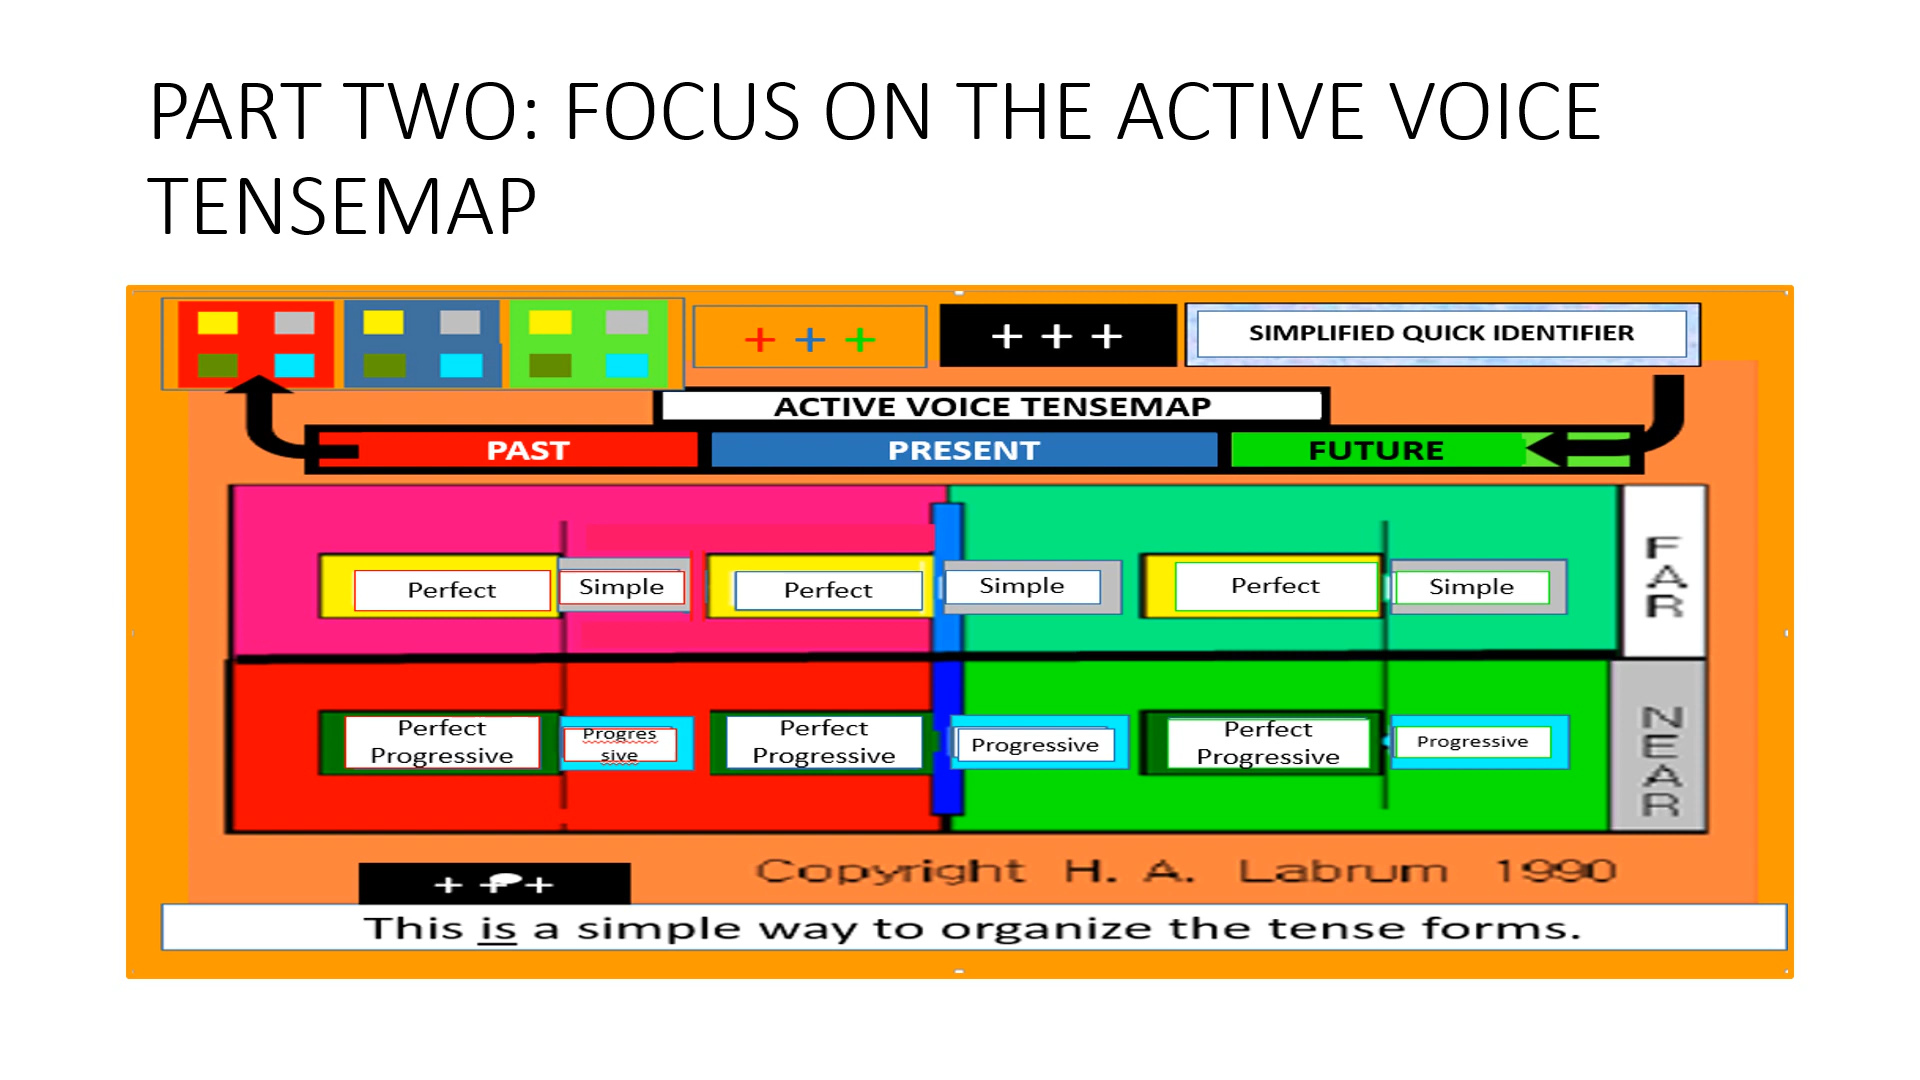 PART TWO: FOCUS ON THE ACTIVE VOICE
TENSEMAP
+ + +
+ + +
SIMPLIFIED QUICK IDENTIFIER
ACTIVE VOICE TENSEMAP
PAST
PRESENT
FUTURE
Perfect
Simple
Perfect
Simple
Perfect
Simple
FAR
Perfect
Progressive
Progres
sive
Perfect
Progressive
Progressive
Perfect
Progressive
Progressive
NEAR
+ + +
Copyright H. A. Labrum 1990
This is a simple way to organize the tense forms.